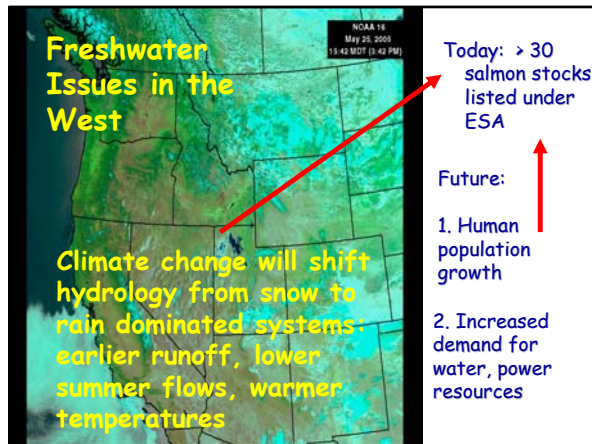 Freshwater
Issues in the
West
NOAA 16
May 25, 2006
15:42 MDT (3:42 PM)
Climate change will shift
hydrology from snow to
rain dominated systems:
earlier runoff, lower
summer flows, warmer
temperatures
Today: > 30
salmon stocks
listed under
ESA
Future:
1. Human
population
growth
2. Increased
demand for
water, power
resources